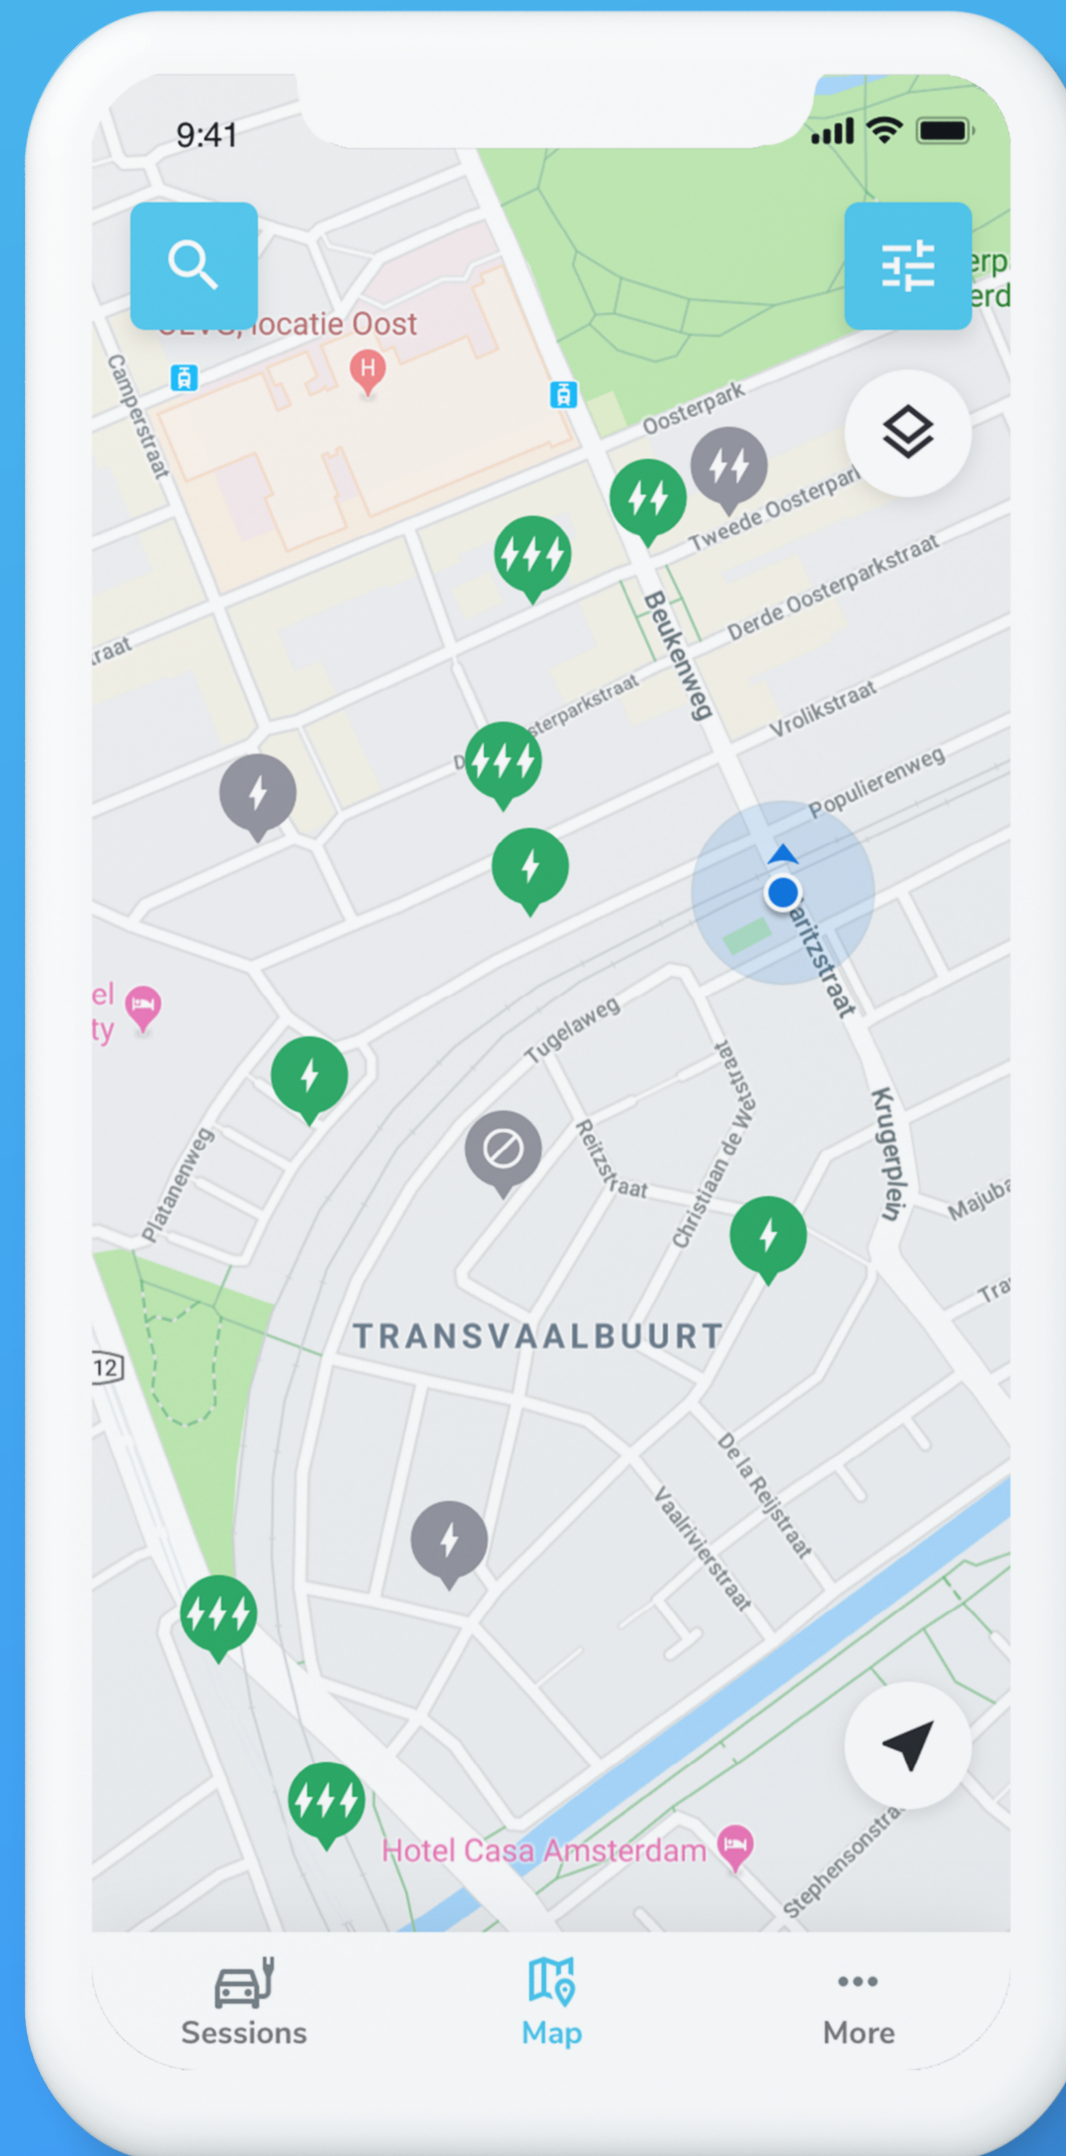 9:41
locatie Oost
Camperstraat
Oosterpark
Tweede
Derde Oosterparkstraat
Beukenweg
Vrolikstraat
Populierenweg
Tugelaweg
Reitzstraat
Christiaan de Wetstraat
Krugerplein
Platanenweg
TRANSVAALBUURT
12
De la Reijstraat
Vaalrivierstraat
Hotel Casa Amsterdam
H
Sessions
Map
More